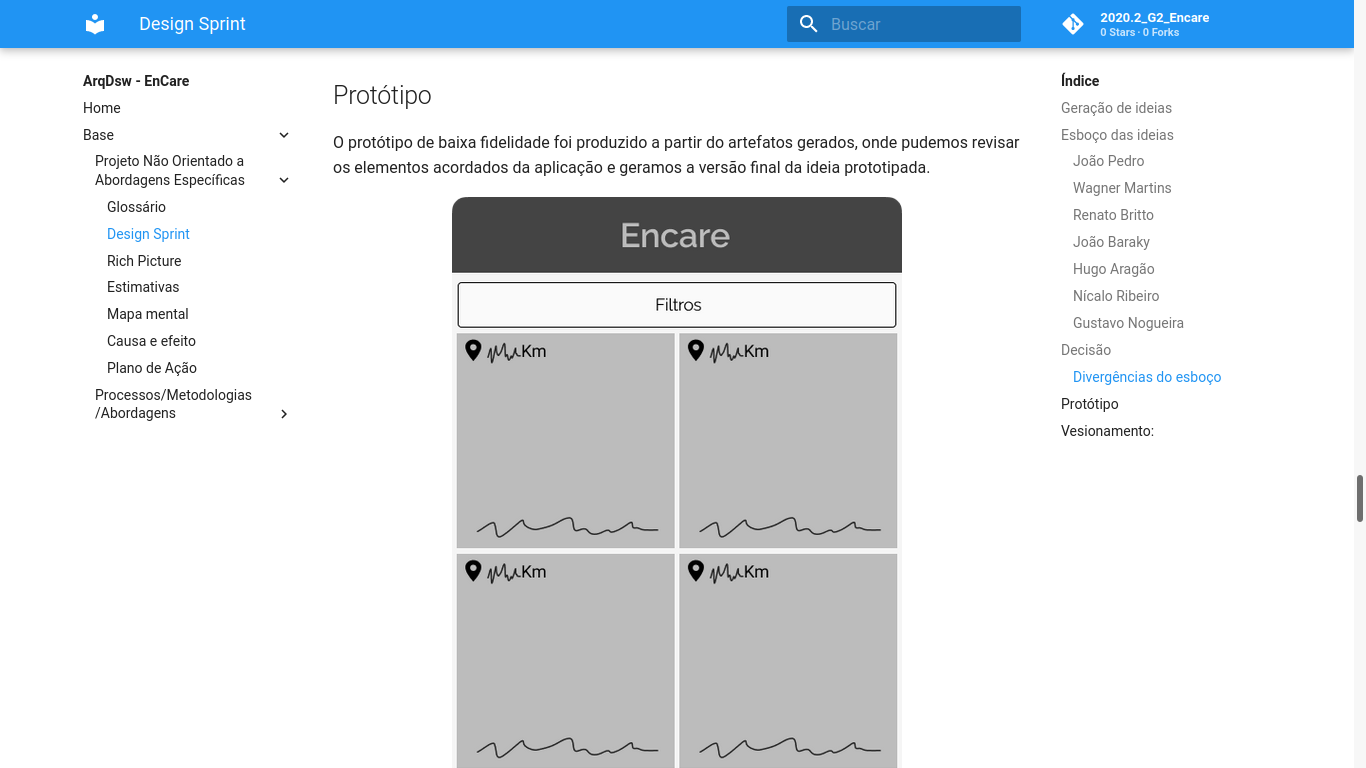 Design Sprint
Buscar
2020.2_G2_Encare
0 Stars · 0 Forks
ArqDsw - EnCare
Home
Base
Projeto Não Orientado a
Abordagens Específicas
Glossário
Design Sprint
Rich Picture
Estimativas
Mapa mental
Causa e efeito
Plano de Ação
Processos/Metodologias
/Abordagens
Protótipo
O protótipo de baixa fidelidade foi produzido a partir do artefatos gerados, onde pudemos revisar
os elementos acordados da aplicação e geramos a versão final da ideia prototipada.
Encare
Filtros
Km
Km
Km
Km
Índice
Geração de ideias
Esboço das ideias
João Pedro
Wagner Martins
Renato Britto
João Baraky
Hugo Aragão
Nícalo Ribeiro
Gustavo Nogueira
Decisão
Divergências do esboço
Protótipo
Vesionamento: